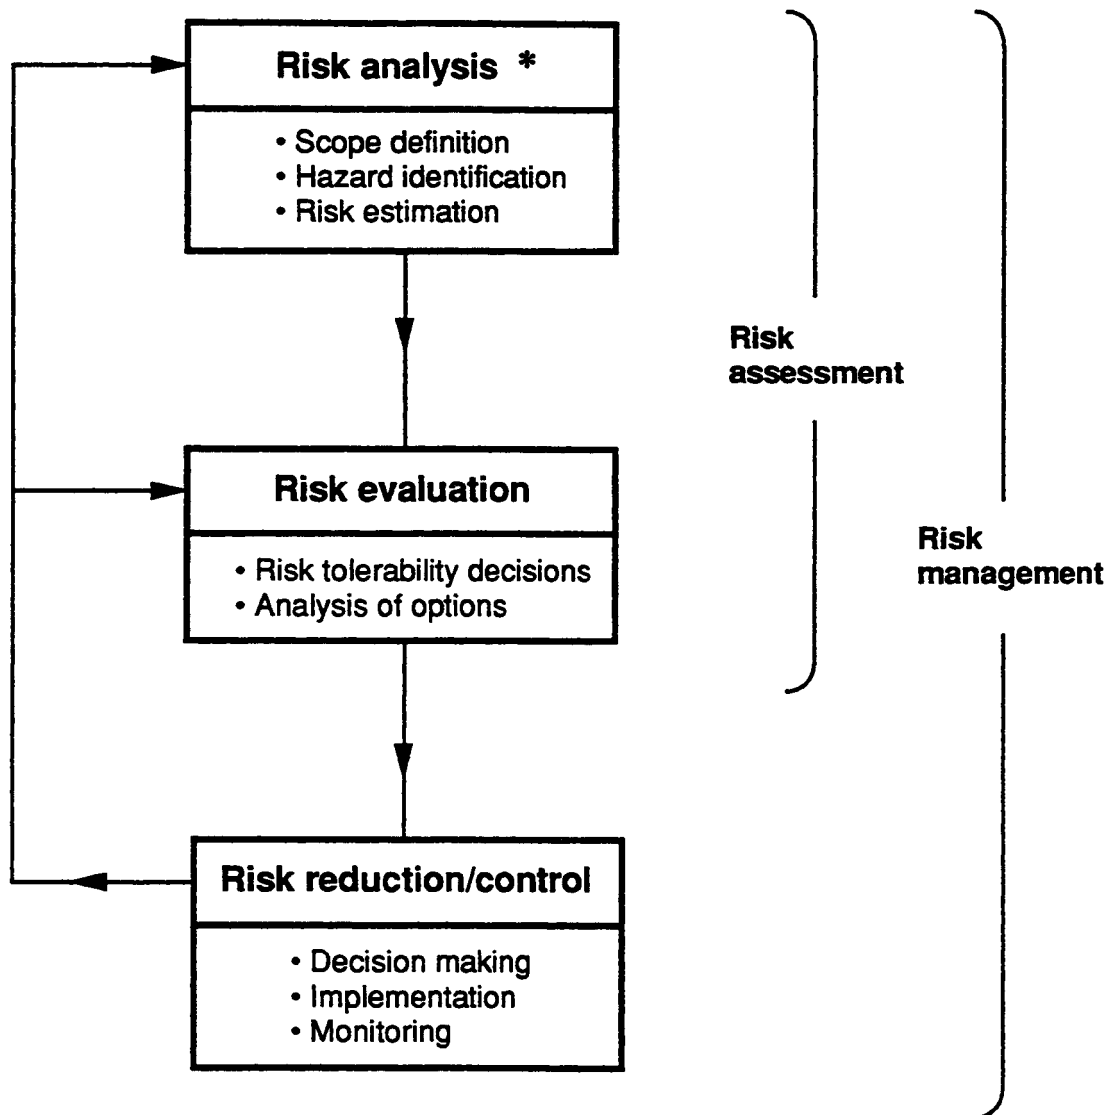 Risk analysis *
• Scope definition
• Hazard identification
• Risk estimation
Risk
assessment
Risk evaluation
• Risk tolerability decisions
• Analysis of options
Risk
management
Risk reduction/control
• Decision making
• Implementation
• Monitoring